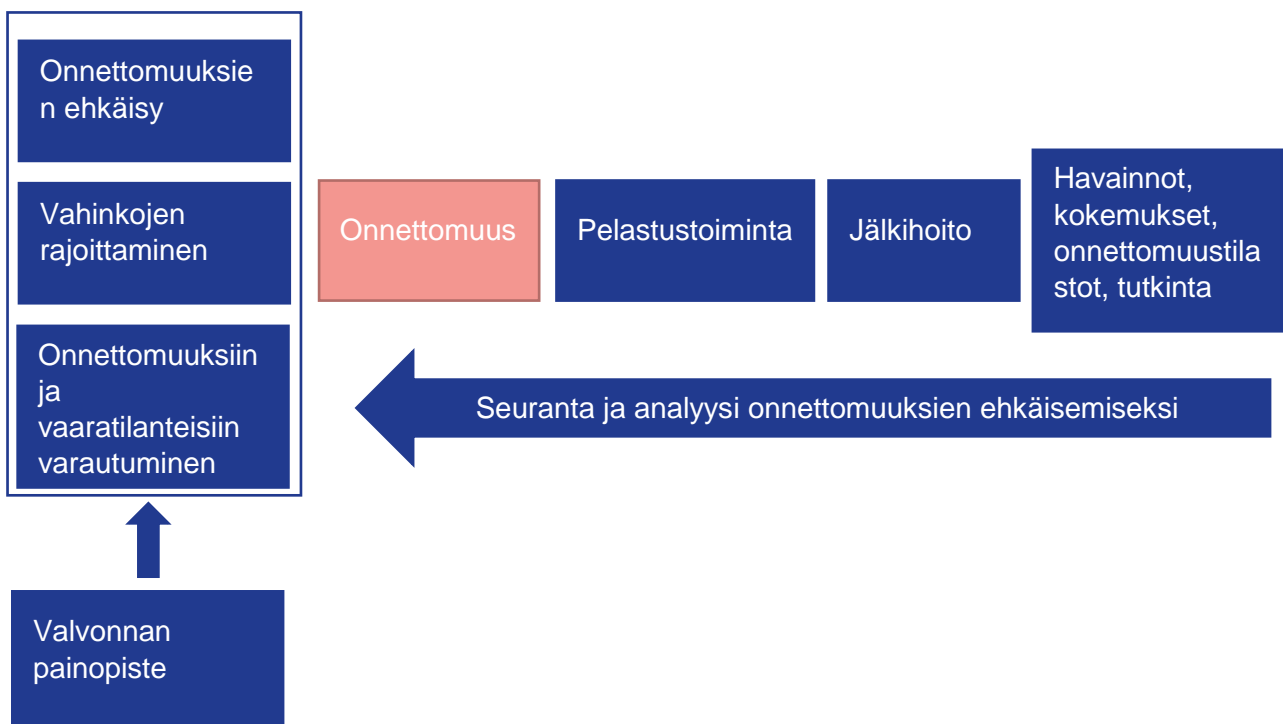 Onnettomuuksie
n ehkäisy
Vahinkojen
rajoittaminen
Onnettomuuksiin
ja
vaaratilanteisiin
varautuminen
Onnettomuus
Pelastustoiminta
Jälkihoito
Havainnot,
kokemukset,
onnettomuustila
stot, tutkinta
Seuranta ja analyysi onnettomuuksien ehkäisemiseksi
Valvonnan
painopiste